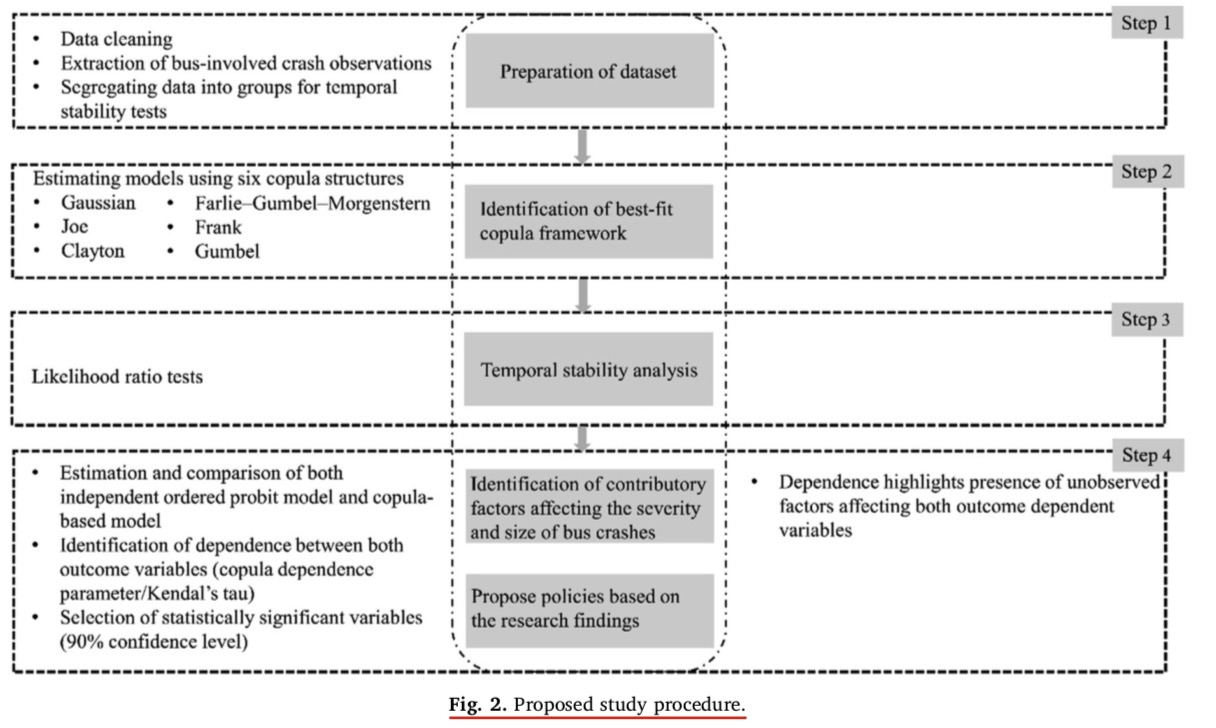 Step 1
• Data cleaning
• Extraction of bus-involved crash observations
• Segregating data into groups for temporal
stability tests
Preparation of dataset
Step 2
Estimating models using six copula structures
• Gaussian • Farlie–Gumbel–Morgenstern
• Joe • Frank
• Clayton • Gumbel
Identification of best-fit
copula framework
Step 3
Likelihood ratio tests
Temporal stability analysis
Step 4
• Estimation and comparison of both
independent ordered probit model and copula-
based model
• Identification of dependence between both
outcome variables (copula dependence
parameter/Kendal's tau)
• Selection of statistically significant variables
(90% confidence level)
Identification of contributory
factors affecting the severity
and size of bus crashes
Propose policies based on
the research findings
• Dependence highlights presence of unobserved
factors affecting both outcome dependent
variables
Fig. 2. Proposed study procedure.